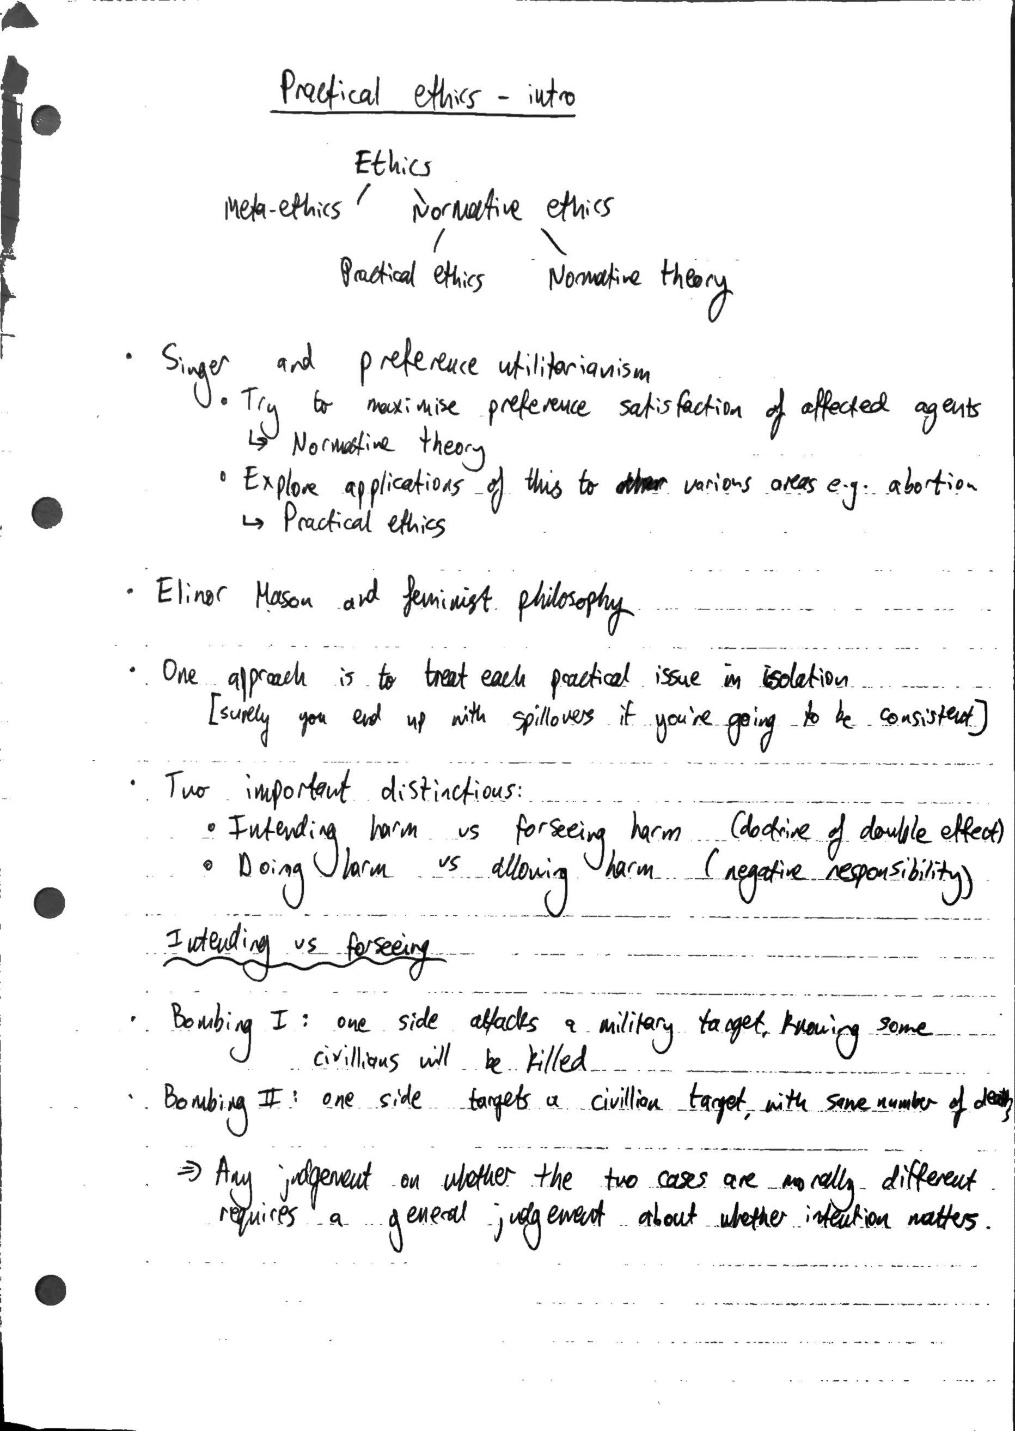 Practical ethics - intro
Ethics
Meta-ethics Normative ethics
Practical ethics Normative theory
• Singer and preference utilitarianism
• Try to maximise preference satisfaction of affected agents
↳ Normative theory
• Explore applications of this to various areas e.g. abortion
↳ Practical ethics
• Elinor Mason and feminist philosophy
• One approach is to treat each practical issue in isolation
[surely you end up with spillovers if you're going to be consistent]
• Two important distinctions:
• Intending harm vs forseeing harm (doctrine of double effect)
• Doing harm vs allowing harm (negative responsibility)
Intending vs forseeing
• Bombing I: one side attacks a military target, knowing some
civillians will be killed
• Bombing II: one side targets a civillian target, with same number of deaths
⇒ Any judgement on whether the two cases are morally different
requires a general judgement about whether intention matters.